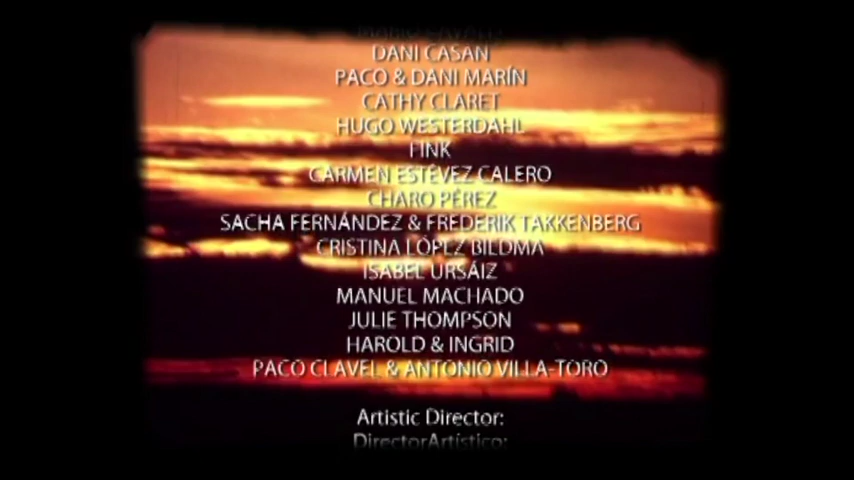 DANI CASAN
PACO & DANI MARÍN
CATHY CLARET
HUGO WESTERDAHL
FINK
CARMEN ESTÉVEZ CALERO
CHARO PÉREZ
SACHA FERNÁNDEZ & FREDERIK TAKKENBERG
CRISTINA LÓPEZ BILDMA
ISABEL URSÁIZ
MANUEL MACHADO
JULIE THOMPSON
HAROLD & INGRID
PACO CLAVEL & ANTONIO VILLA-TORO
Artistic Director:
DirectorArtístico: